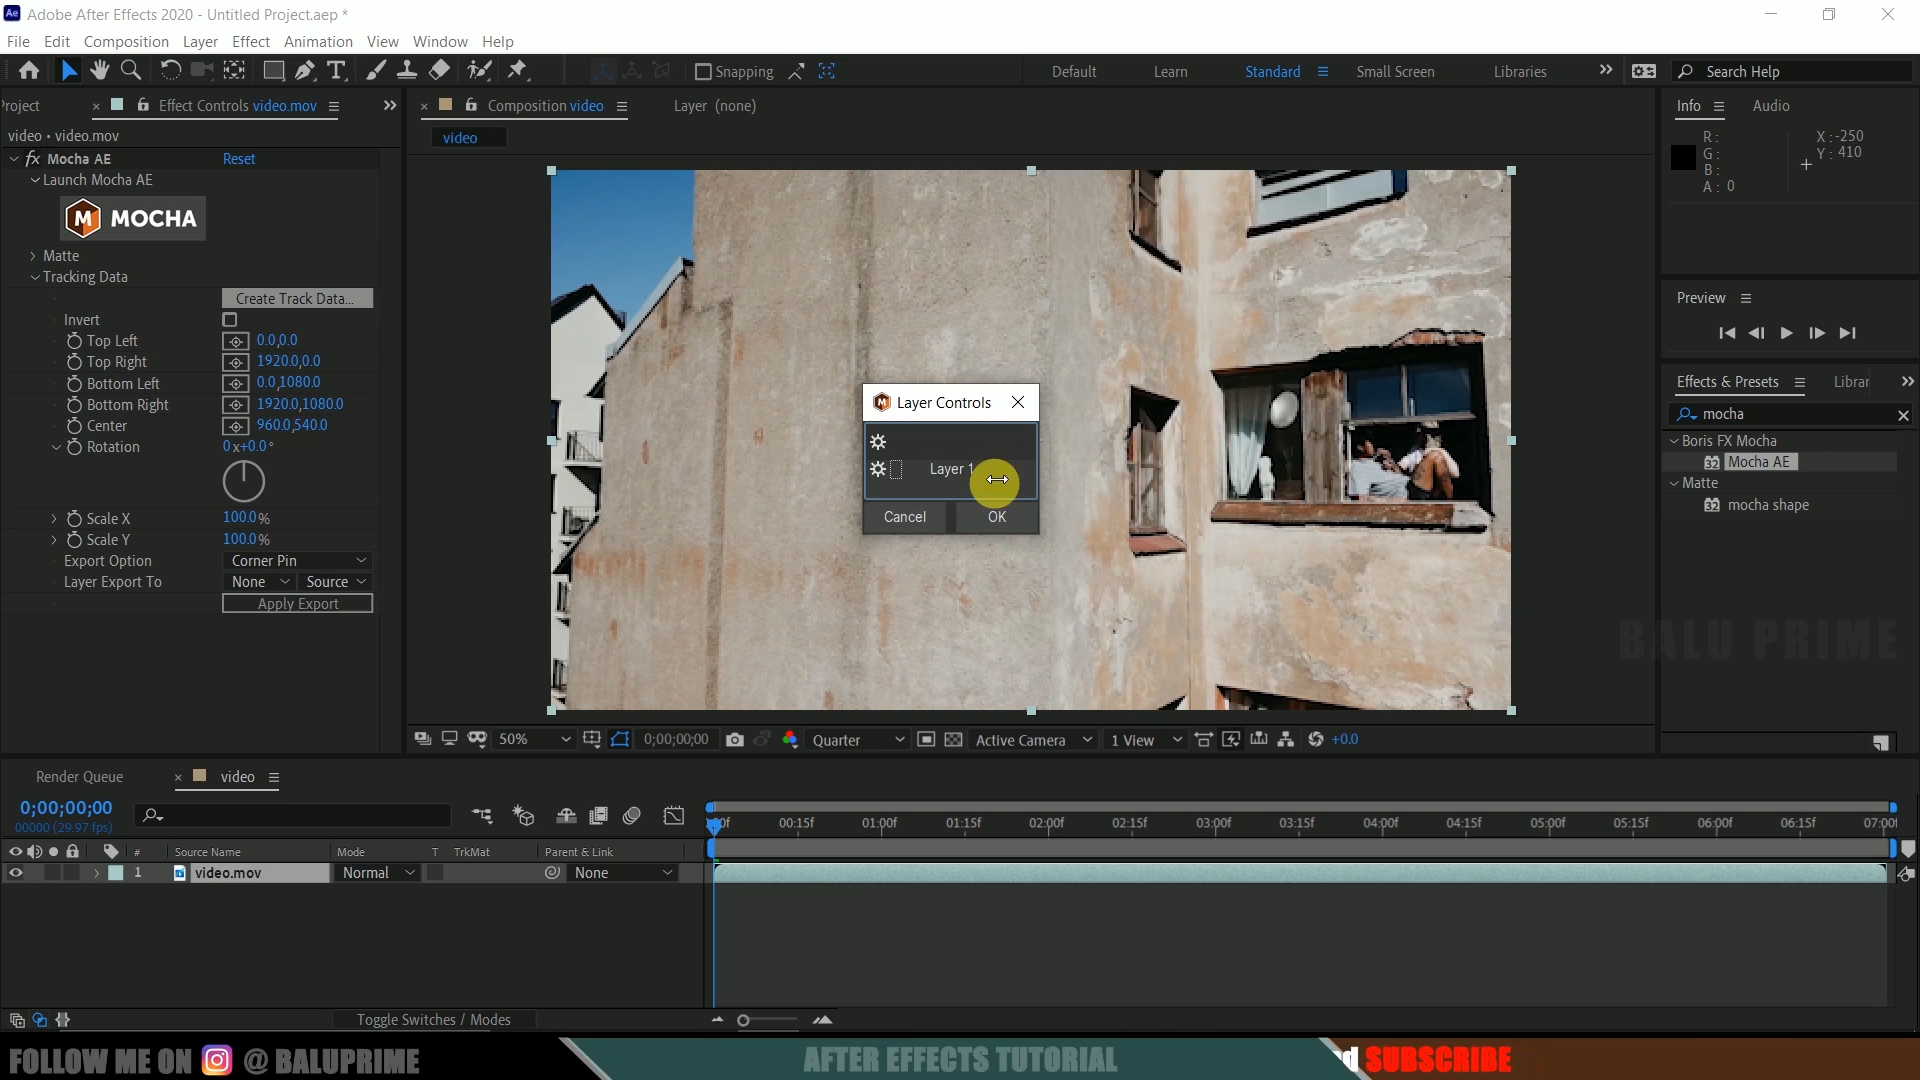 Ae Adobe After Effects 2020 - Untitled Project.aep *
File Edit Composition Layer Effect Animation View Window Help
Snapping Default Learn Standard Small Screen Libraries Search Help
roject Effect Controls video.mov Composition video Layer (none) Info Audio
video • video.mov
video
fx Mocha AE Reset
Launch Mocha AE
M MOCHA
Matte
Tracking Data
Create Track Data...
Invert
Top Left 0.0,0.0
Top Right 1920.0,0.0
Bottom Left 0.0,1080.0
Bottom Right 1920.0,1080.0
Center 960.0,540.0
Rotation 0x+0.0°
Scale X 100.0%
Scale Y 100.0%
Export Option Corner Pin
Layer Export To None Source
Apply Export
Layer Controls
Layer 1
Cancel OK
R:
G:
B:
A: 0
X:-250
Y: 410
Preview
Effects & Presets Librar
mocha
Boris FX Mocha
32 Mocha AE
Matte
32 mocha shape
BALU PRIME
50% 0;00;00;00 Quarter Active Camera 1 View +0.0
Render Queue video
0;00;00;00
00000 (29.97 fps)
00f 00:15f 01:00f 01:15f 02:00f 02:15f 03:00f 03:15f 04:00f 04:15f 05:00f 05:15f 06:00f 06:15f 07:00
# Source Name Mode T TrkMat Parent & Link
1 video.mov Normal None
Toggle Switches / Modes
FOLLOW ME ON @ BALUPRIME AFTER EFFECTS TUTORIAL d SUBSCRIBE